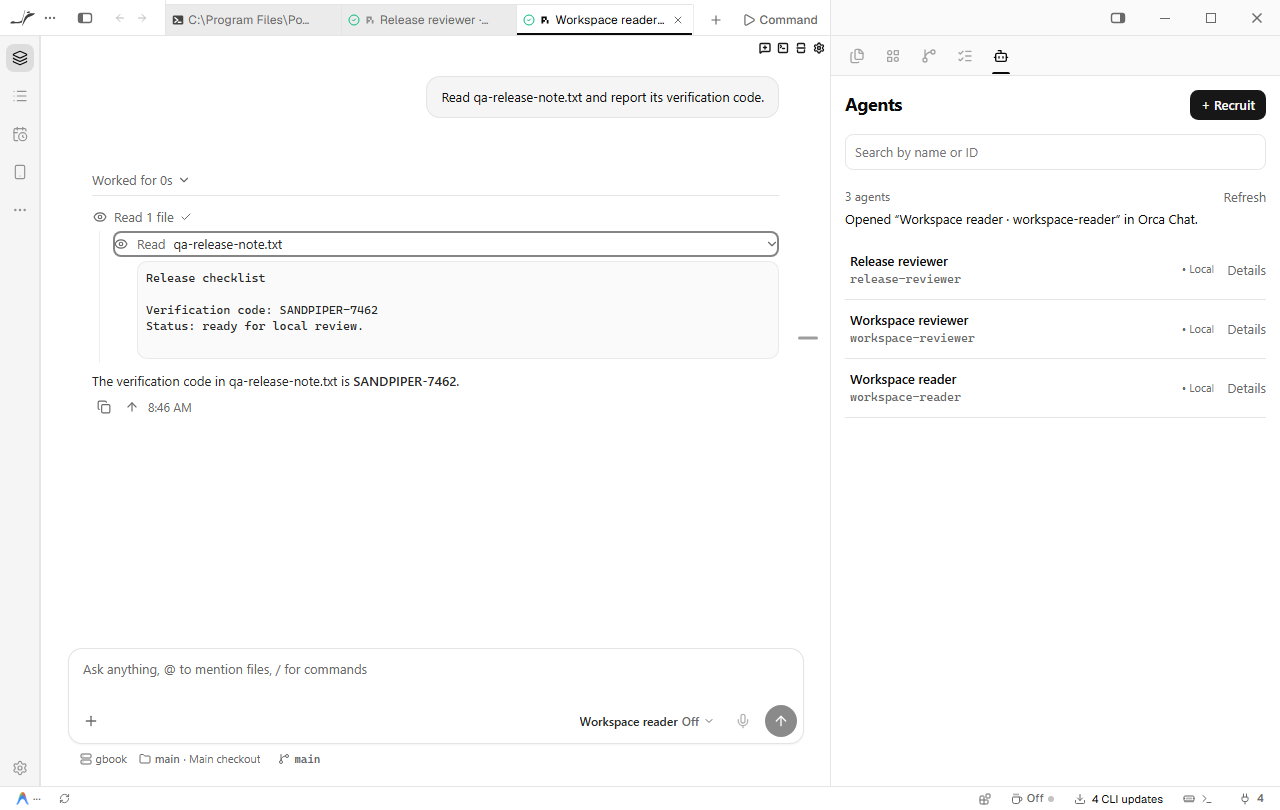 C:\Program Files\Po...
Release reviewer ·...
Workspace reader...
Command
Read qa-release-note.txt and report its verification code.
Worked for 0s
Read 1 file
Read qa-release-note.txt
Release checklist
Verification code: SANDPIPER-7462
Status: ready for local review.
The verification code in qa-release-note.txt is SANDPIPER-7462.
8:46 AM
Ask anything, @ to mention files, / for commands
Workspace reader Off
gbook main · Main checkout main
Agents
+ Recruit
Search by name or ID
3 agents
Refresh
Opened “Workspace reader · workspace-reader” in Orca Chat.
Release reviewer
release-reviewer
• Local Details
Workspace reviewer
workspace-reviewer
• Local Details
Workspace reader
workspace-reader
• Local Details
Off
4 CLI updates
4